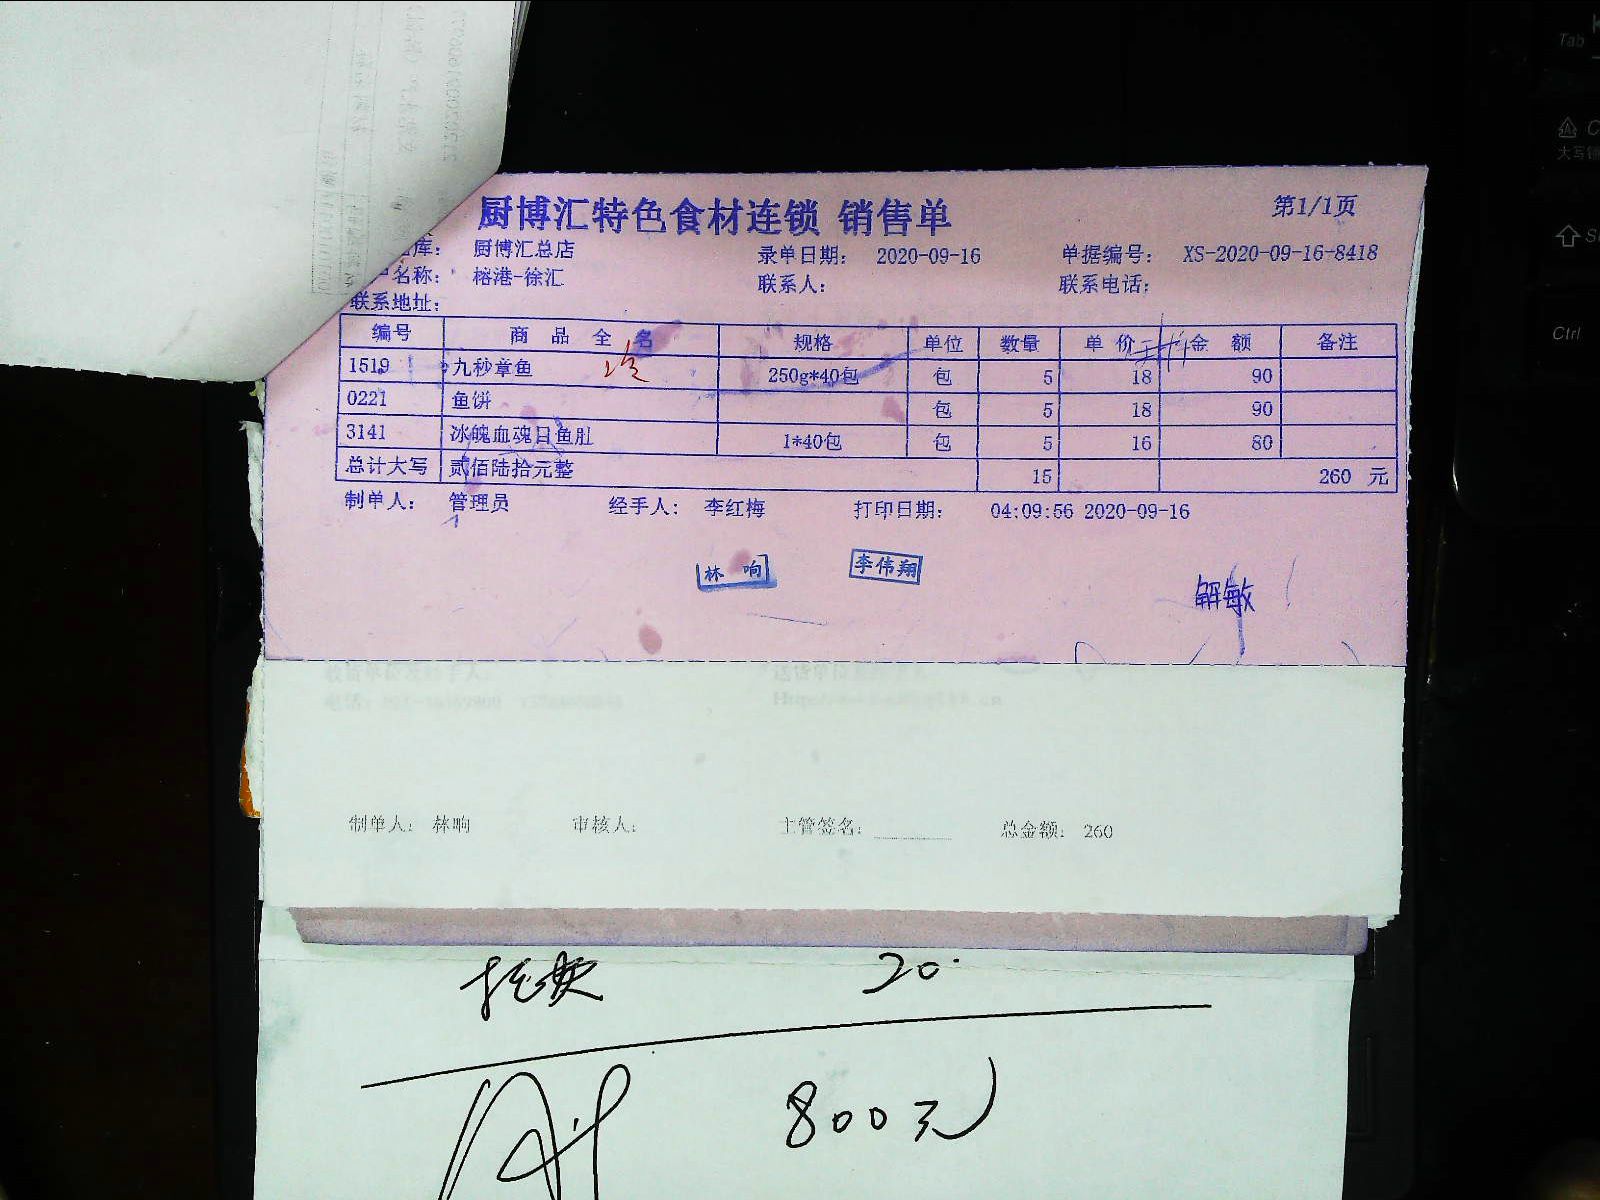 厨博汇特色食材连锁 销售单 第1/1页
库： 厨博汇总店 录单日期： 2020-09-16 单据编号： XS-2020-09-16-8418
名称： 榕港-徐汇 联系人： 联系电话：
联系地址：
编号 商品全名 规格 单位 数量 单价 金额 备注
1519 九秒章鱼 250g*40包 包 5 18 90
0221 鱼饼 包 5 18 90
3141 冰魄血魂目鱼肚 1*40包 包 5 16 80
总计大写 贰佰陆拾元整 15 260 元
制单人： 管理员 经手人： 李红梅 打印日期： 04:09:56 2020-09-16
林响 李伟翔
解敏
制单人： 林响 审核人： 主管签名： 总金额： 260
20.
800元
Tab
Ctrl